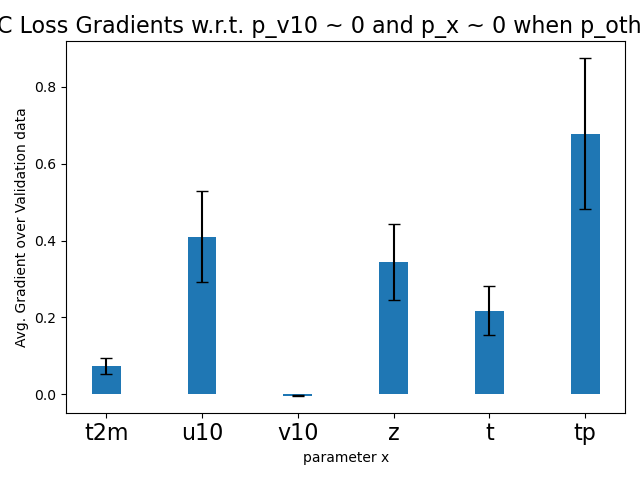 C Loss Gradients w.r.t. p_v10 ~ 0 and p_x ~ 0 when p_oth
Avg. Gradient over Validation data
0.8
0.6
0.4
0.2
0.0
t2m u10 v10 z t tp
parameter x